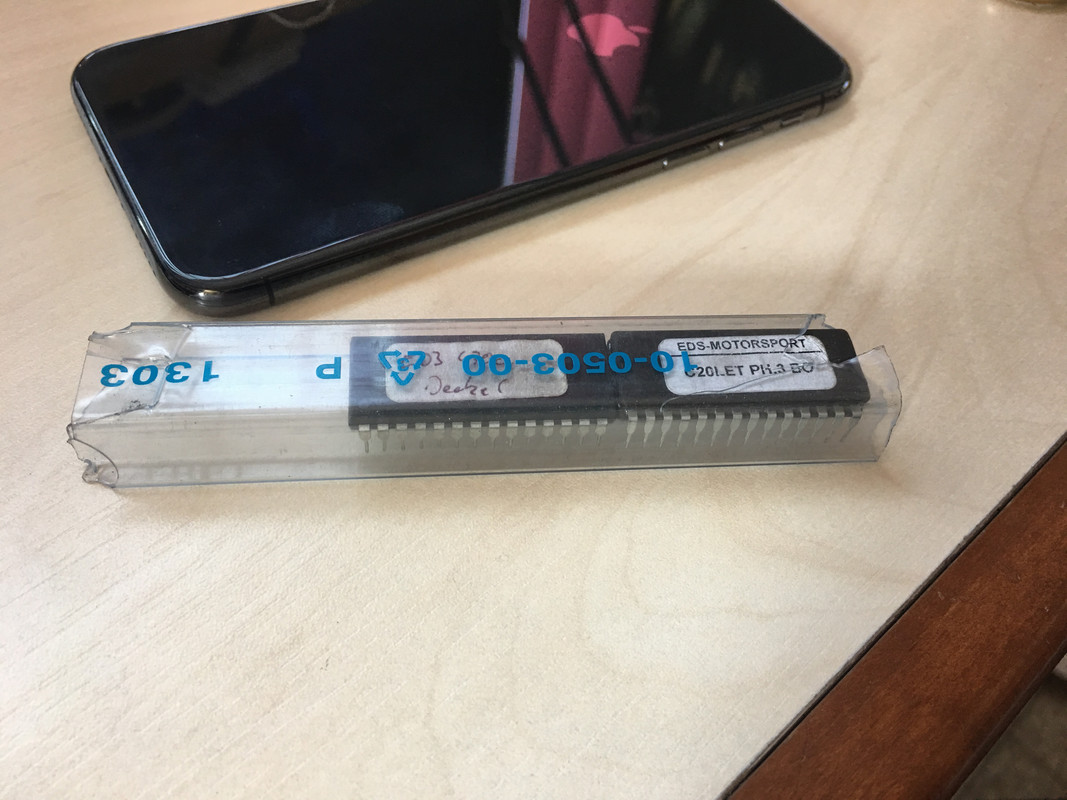 1303 P 10-0503-00
EDS-MOTORSPORT
C20LET PH.3 BO